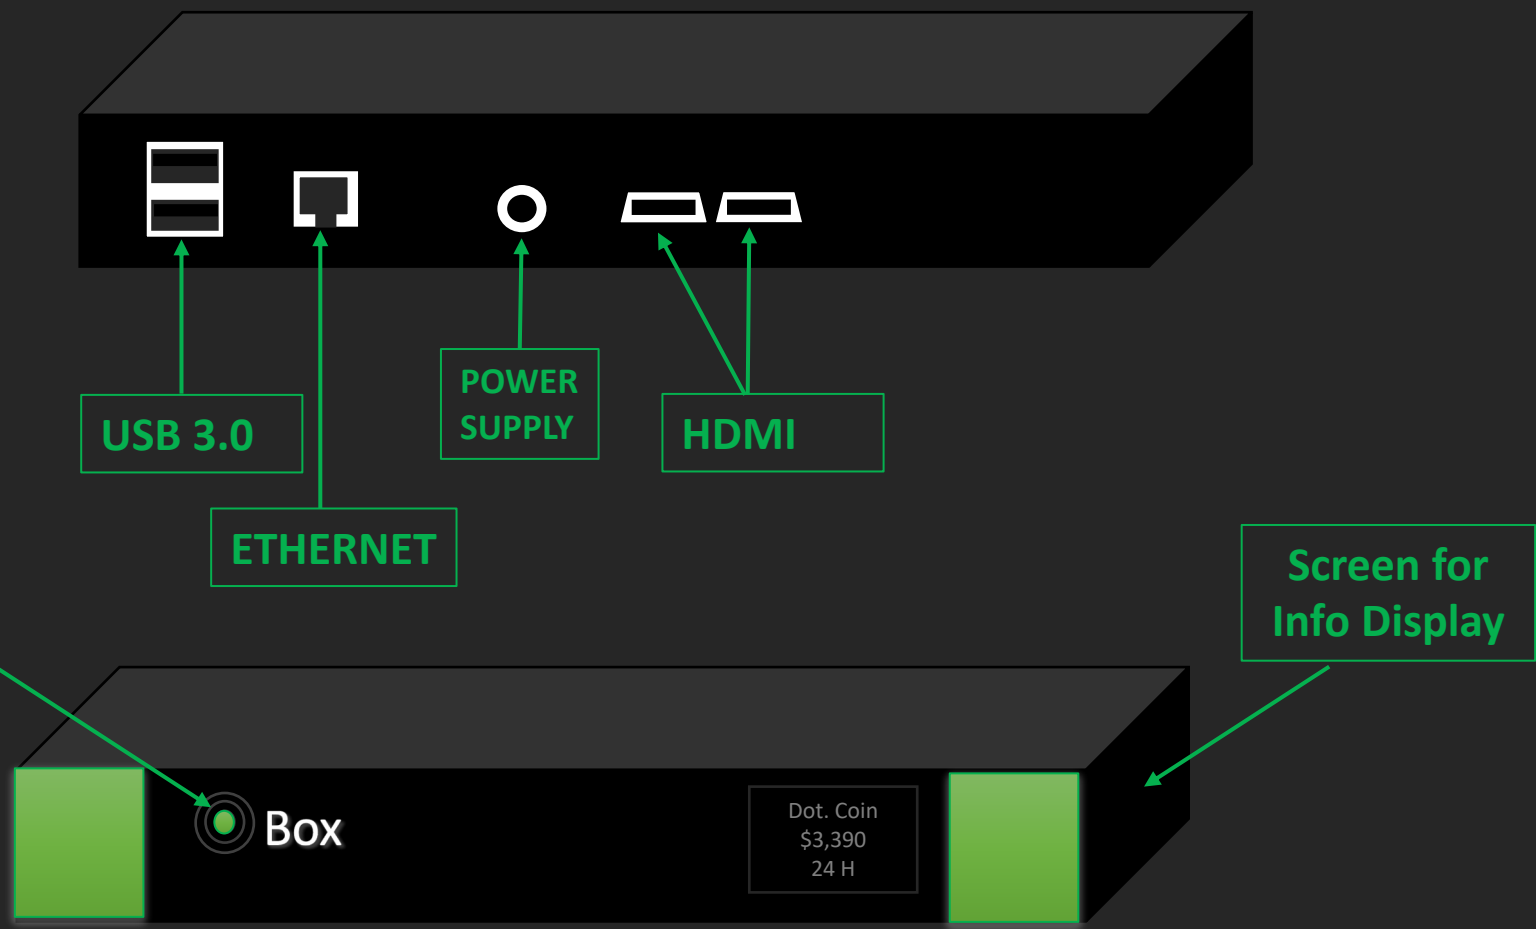 USB 3.0
ETHERNET
POWER
SUPPLY
HDMI
Screen for
Info Display
Box
Dot. Coin
$3,390
24 H